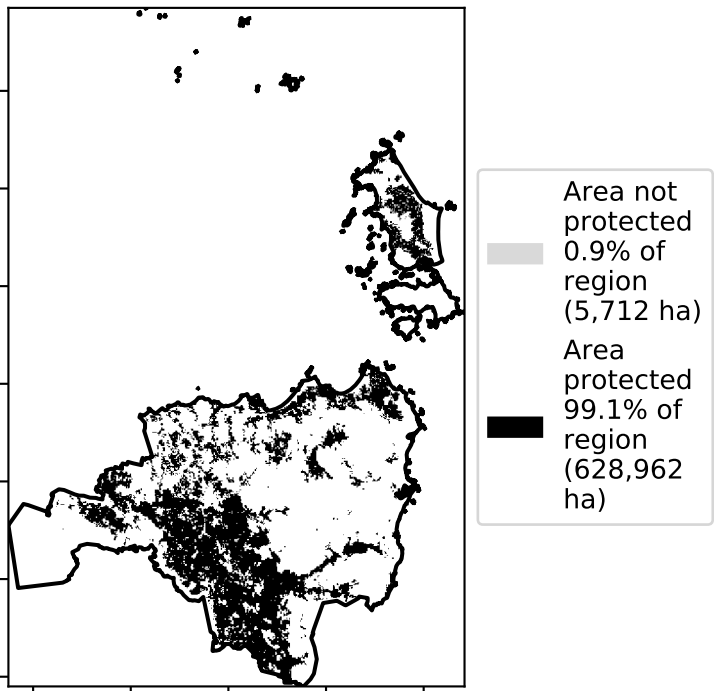 Area not
protected
0.9% of
region
(5,712 ha)
Area
protected
99.1% of
region
(628,962
ha)